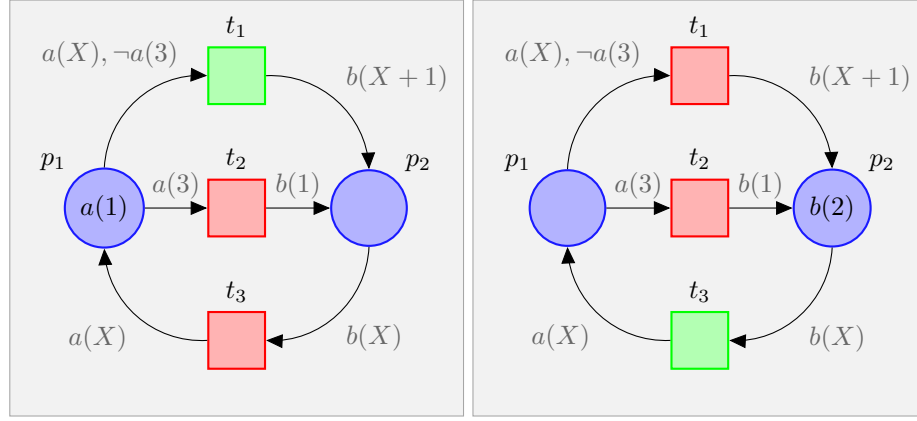 t₁
a(X), ¬a(3)
b(X + 1)
p₁
t₂
p₂
a(1)
a(3)
b(1)
t₃
a(X)
b(X)
t₁
a(X), ¬a(3)
b(X + 1)
p₁
t₂
p₂
a(3)
b(1)
b(2)
t₃
a(X)
b(X)